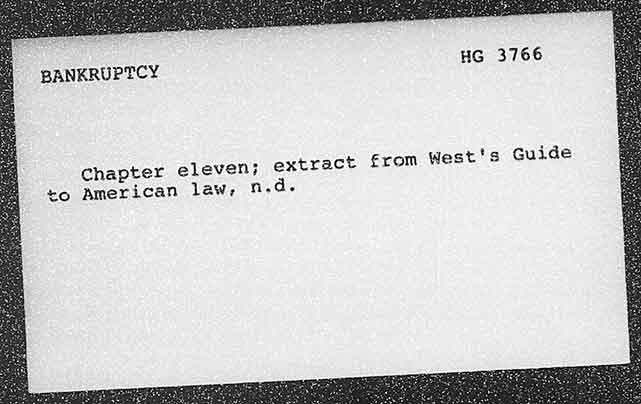 BANKRUPTCY
HG 3766
Chapter eleven; extract from West's Guide
to American law, n.d.